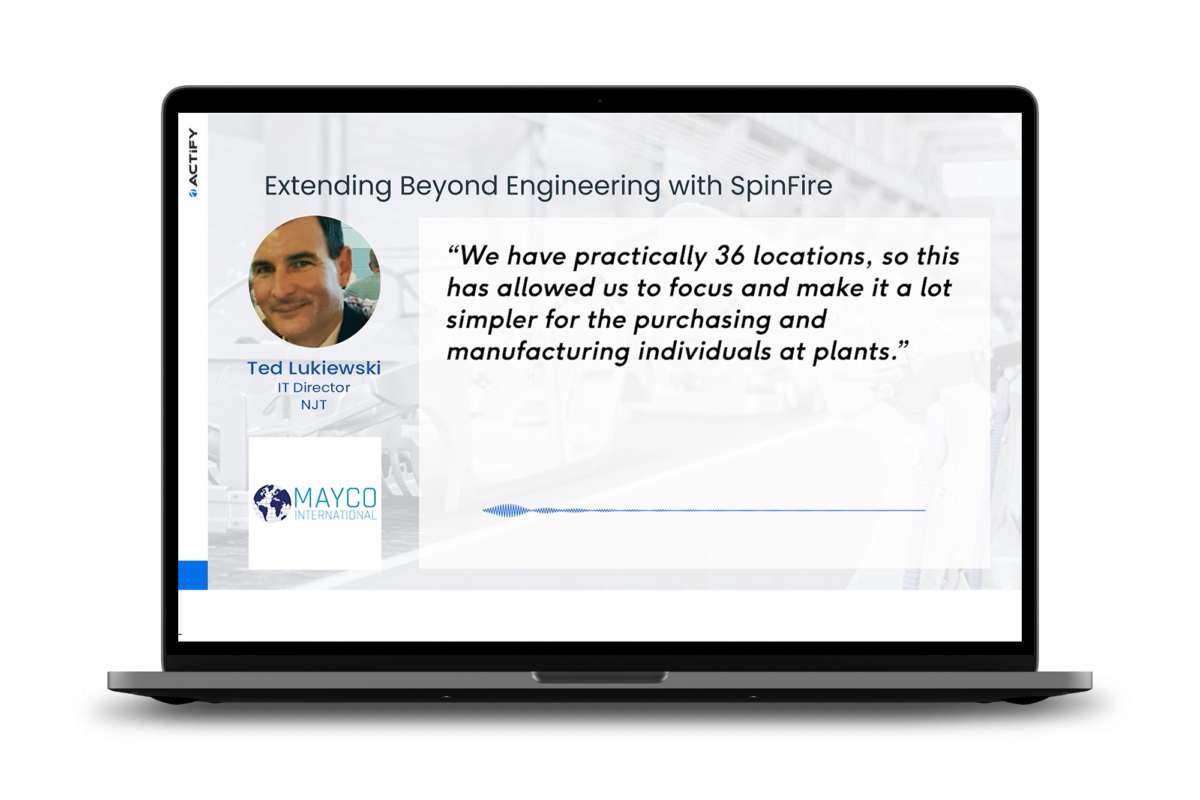 ACTiFY
Extending Beyond Engineering with SpinFire
“We have practically 36 locations, so this
has allowed us to focus and make it a lot
simpler for the purchasing and
manufacturing individuals at plants.”
Ted Lukiewski
IT Director
NJT
MAYCO
INTERNATIONAL